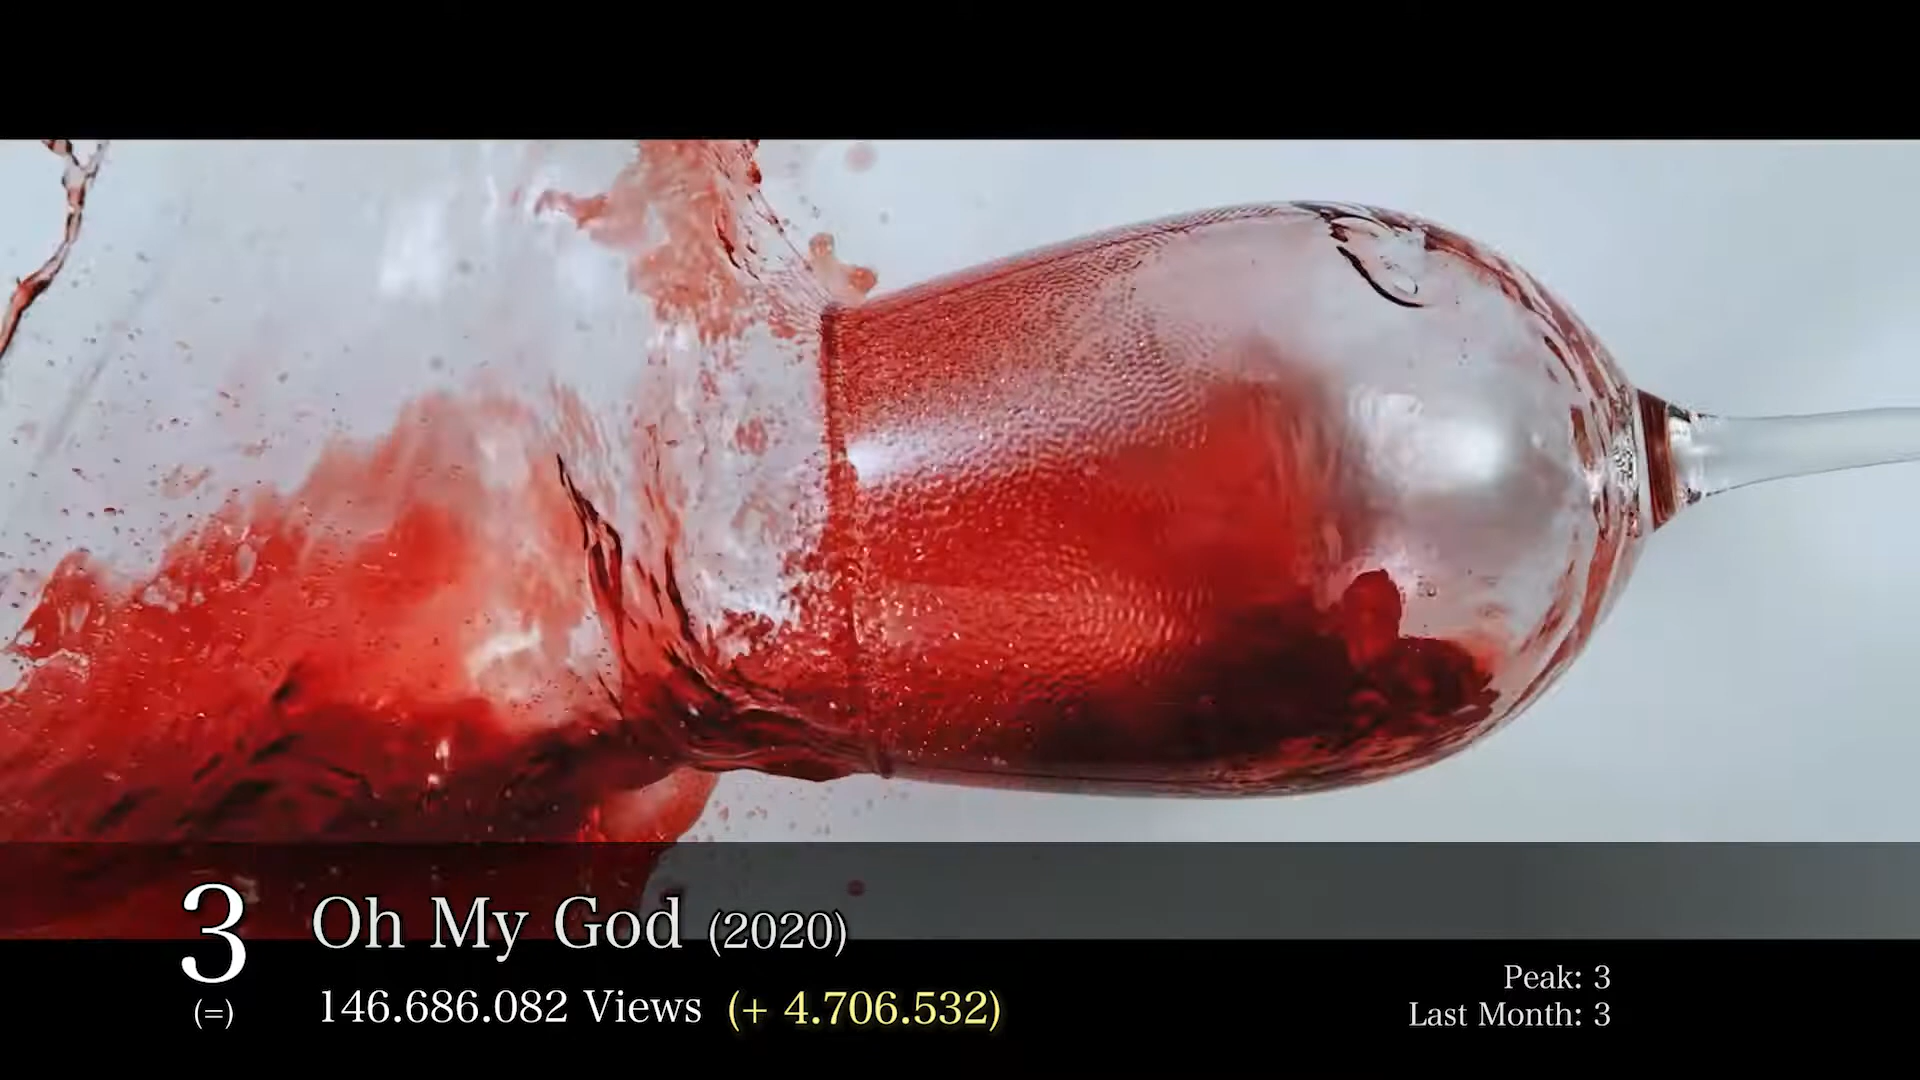 3
(=)
Oh My God (2020)
146.686.082 Views (+ 4.706.532)
Peak: 3
Last Month: 3